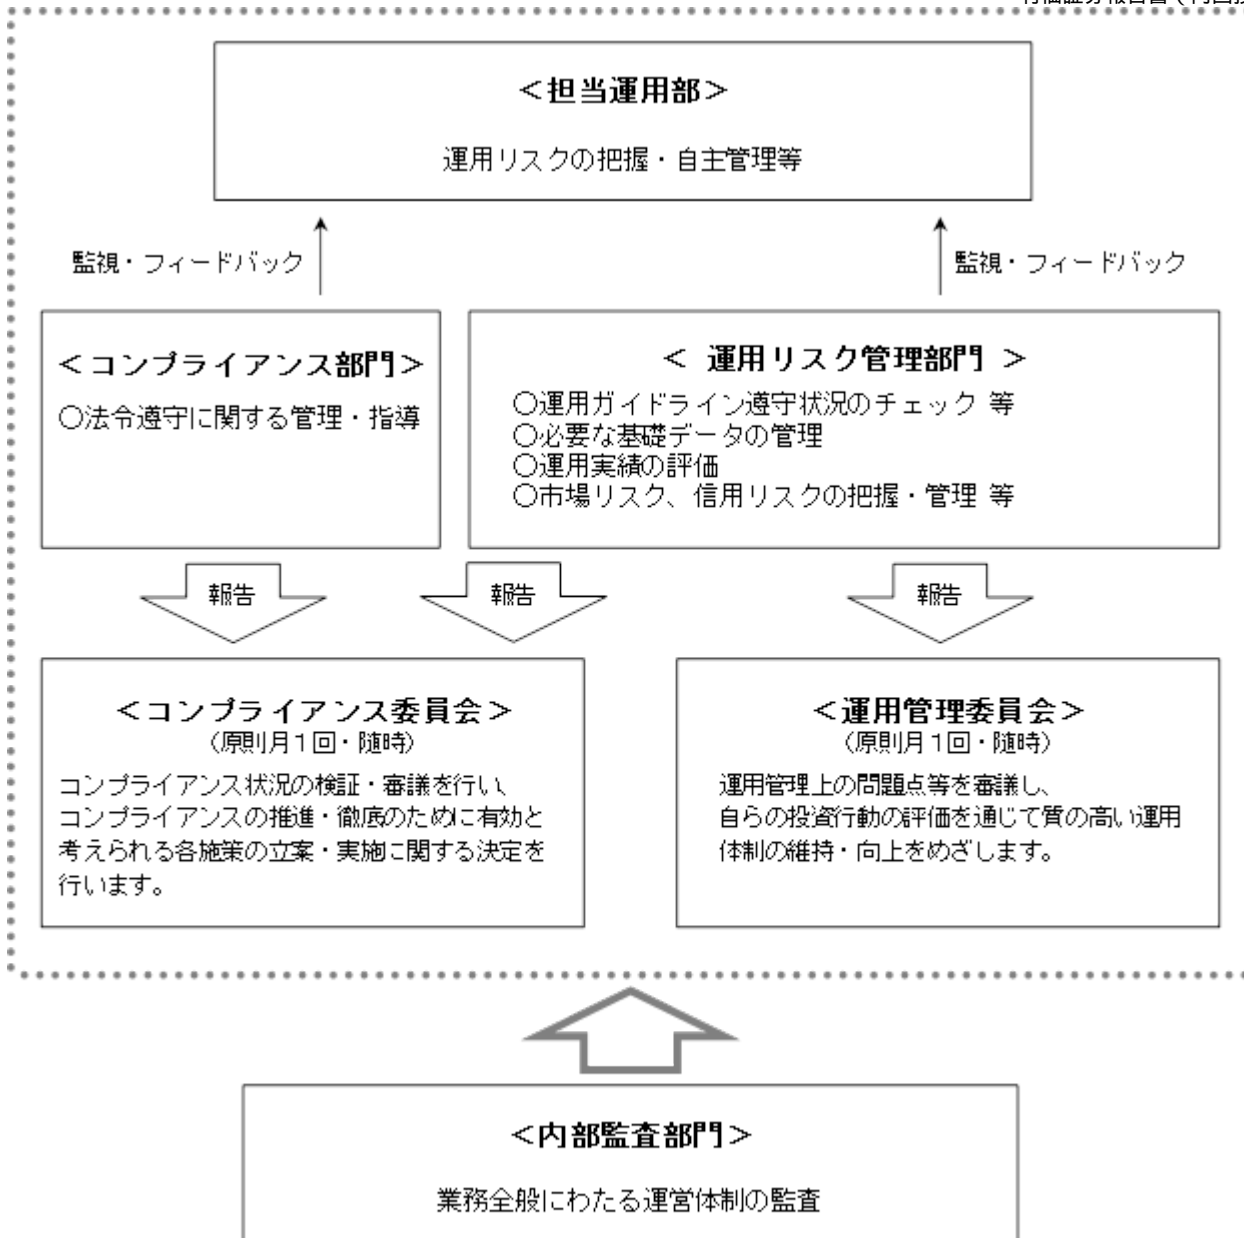 ＜担当運用部＞
運用リスクの把握・自主管理等
監視・フィードバック
監視・フィードバック
＜コンプライアンス部門＞
○法令遵守に関する管理・指導
＜ 運用リスク管理部門 ＞
○運用ガイドライン遵守状況のチェック 等
○必要な基礎データの管理
○運用実績の評価
○市場リスク、信用リスクの把握・管理 等
報告
報告
報告
＜コンプライアンス委員会＞
（原則月１回・随時）
コンプライアンス状況の検証・審議を行い、
コンプライアンスの推進・徹底のために有効と
考えられる各施策の立案・実施に関する決定を
行います。
＜運用管理委員会＞
（原則月１回・随時）
運用管理上の問題点等を審議し、
自らの投資行動の評価を通じて質の高い運用
体制の維持・向上をめざします。
＜内部監査部門＞
業務全般にわたる運営体制の監査